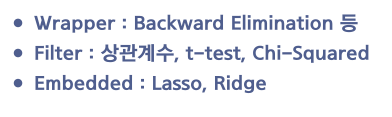 • Wrapper : Backward Elimination 등
• Filter : 상관계수, t-test, Chi-Squared
• Embedded : Lasso, Ridge